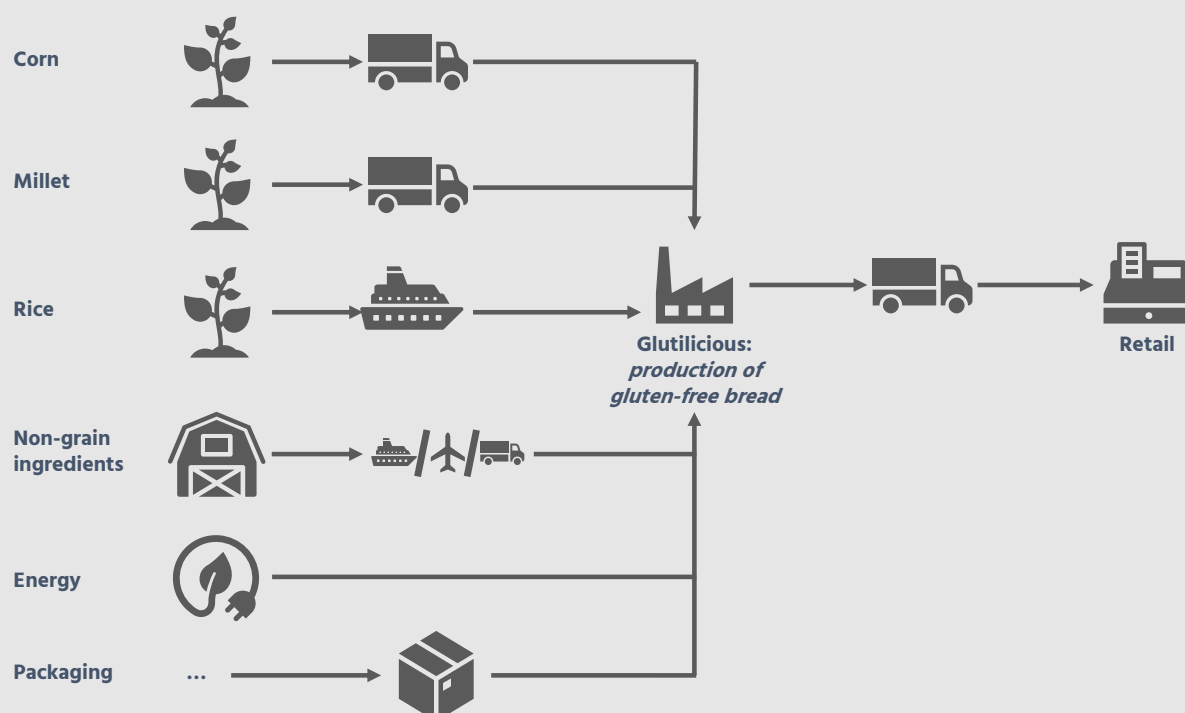 Corn
Millet
Rice
Glutilicious:
production of
gluten-free bread
Retail
Non-grain
ingredients
Energy
Packaging
...